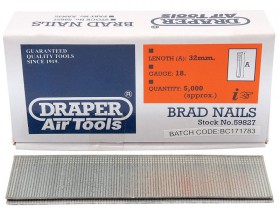 GUARANTEED
QUALITY TOOLS
SINCE 1919.
LENGTH (A): 32mm.
GAUGE: 18.
QUANTITY: 5,000
(approx.)
A
DRAPER
Air TOOLS
BRAD NAILS
Stock No.59827
BATCH CODE:BC171783